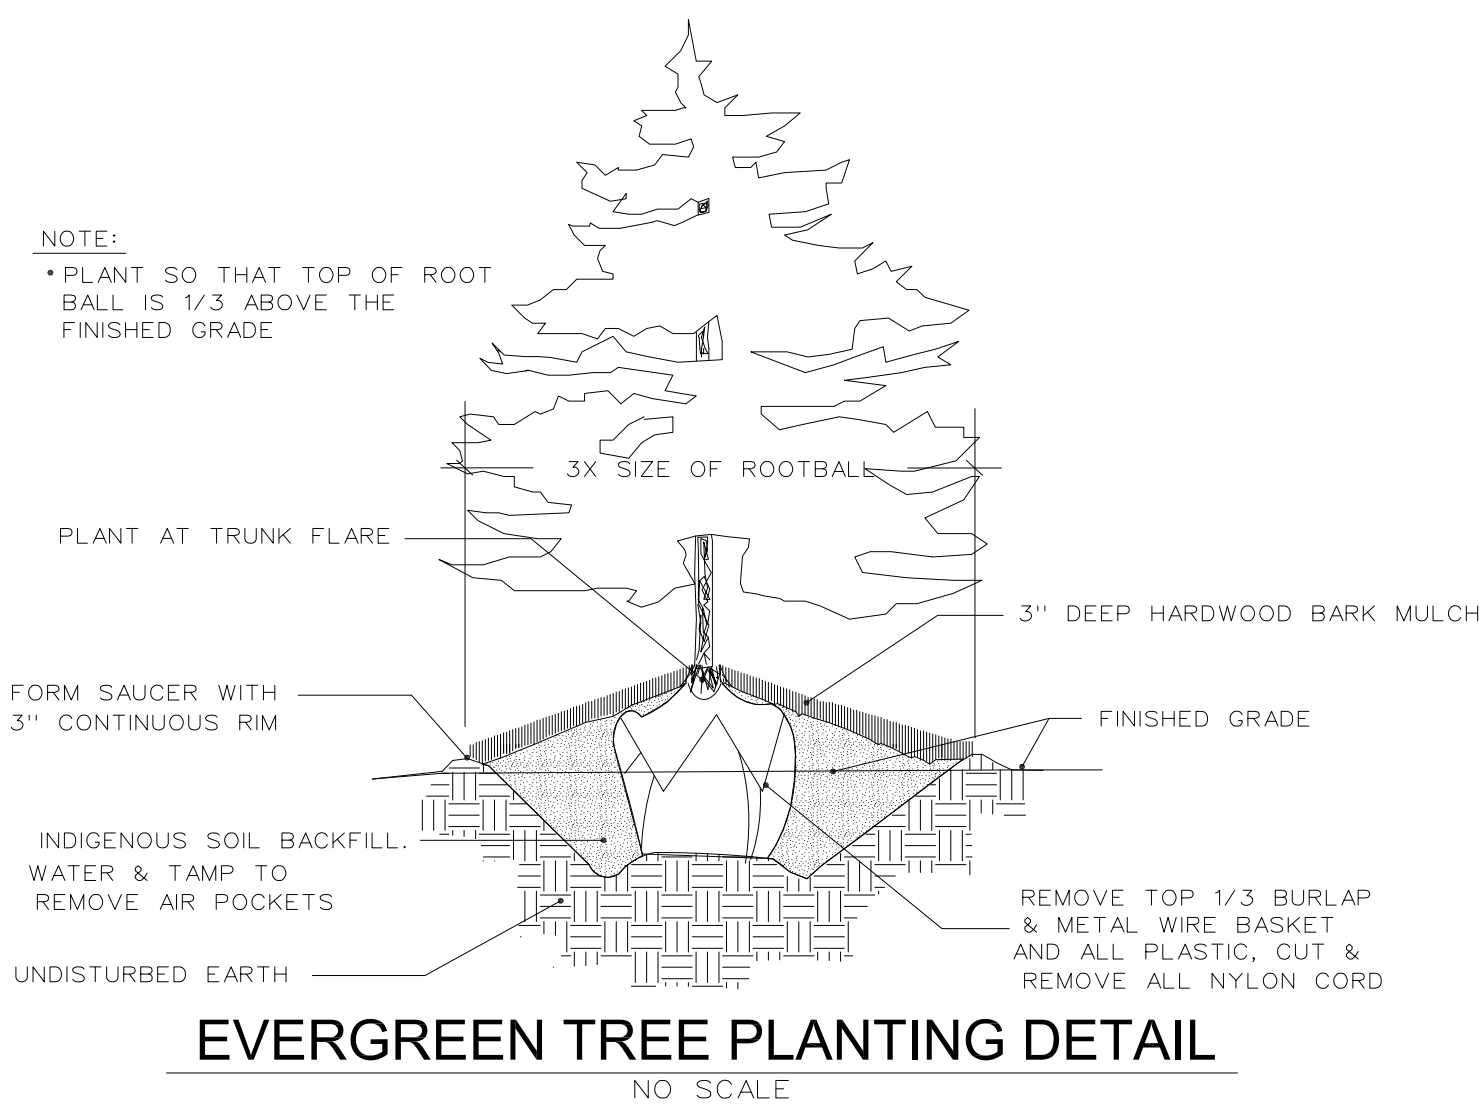 NOTE:
• PLANT SO THAT TOP OF ROOT
BALL IS 1/3 ABOVE THE
FINISHED GRADE
3X SIZE OF ROOTBALL
PLANT AT TRUNK FLARE
3" DEEP HARDWOOD BARK MULCH
FORM SAUCER WITH
3" CONTINUOUS RIM
FINISHED GRADE
INDIGENOUS SOIL BACKFILL.
WATER & TAMP TO
REMOVE AIR POCKETS
REMOVE TOP 1/3 BURLAP
& METAL WIRE BASKET
AND ALL PLASTIC, CUT &
REMOVE ALL NYLON CORD
UNDISTURBED EARTH
EVERGREEN TREE PLANTING DETAIL
NO SCALE